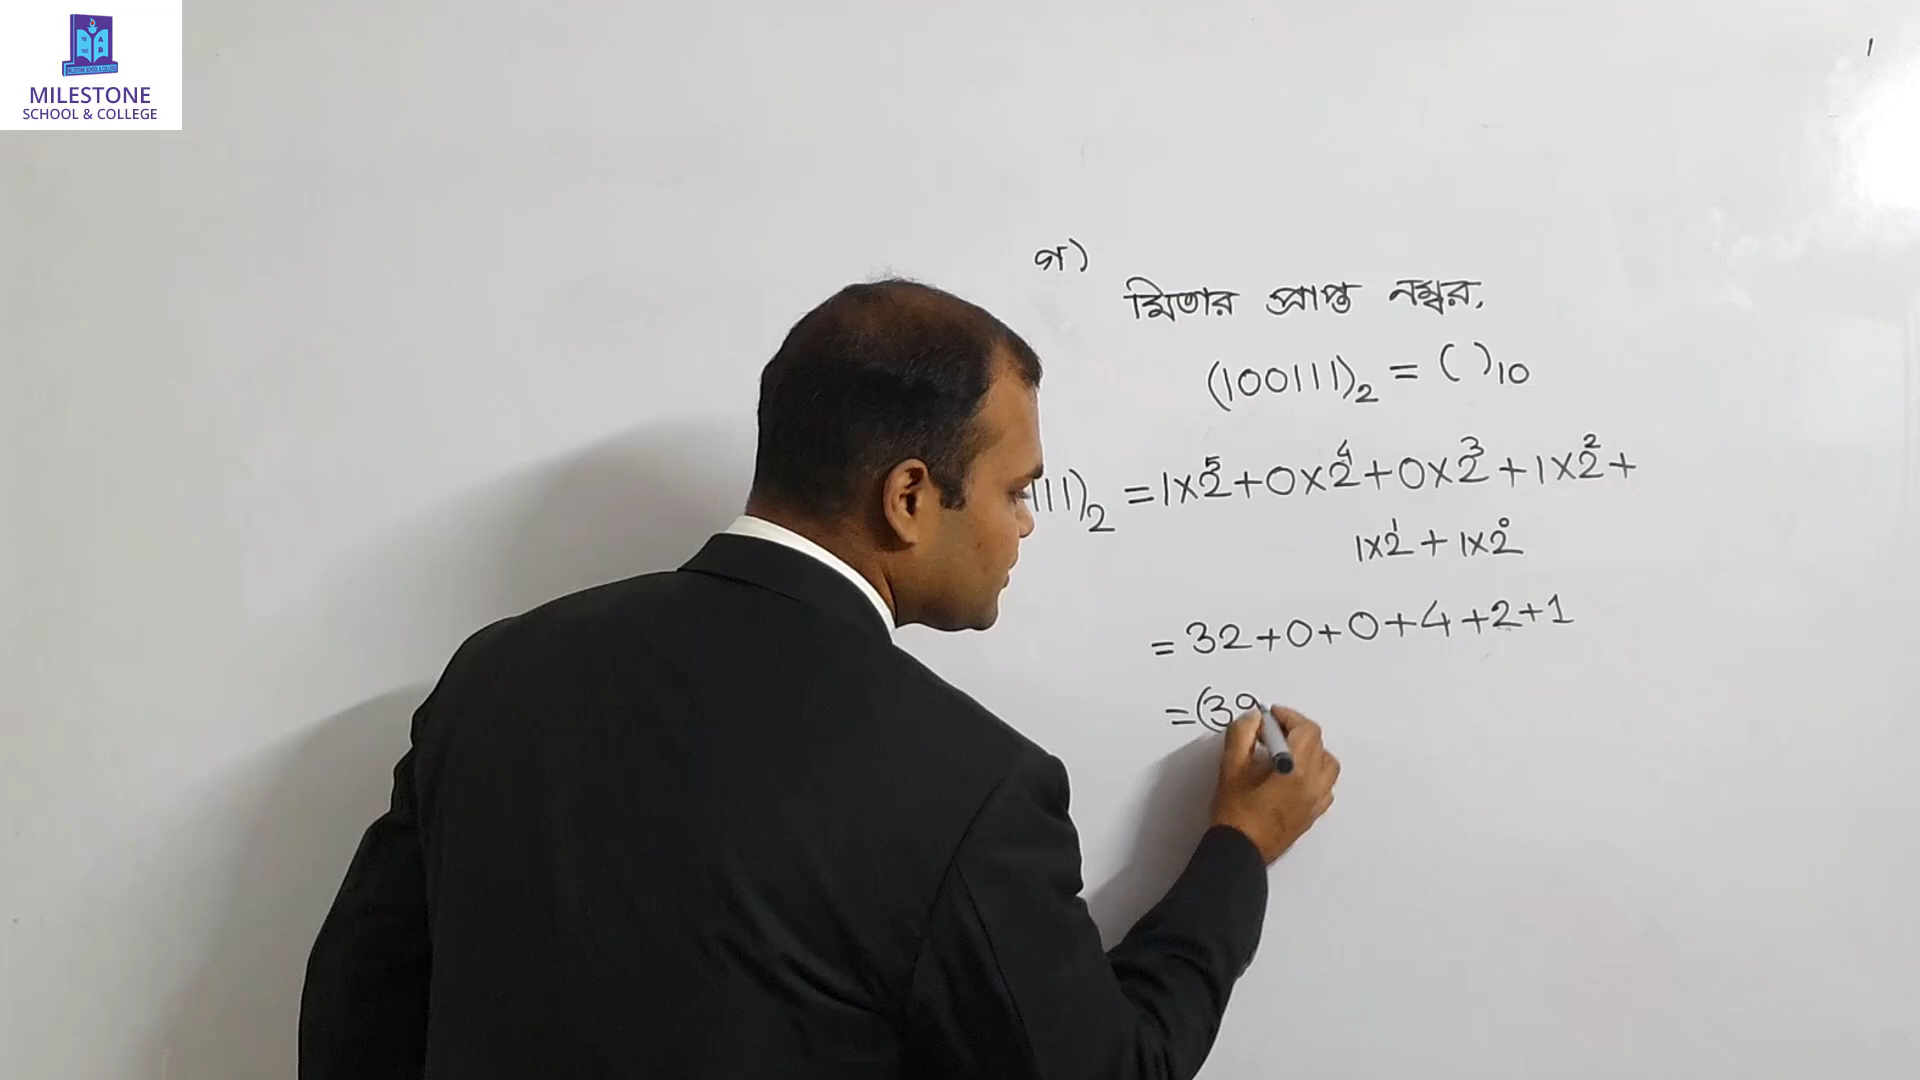 MILESTONE
SCHOOL & COLLEGE
গ)
মিতার প্রাপ্ত নম্বর,
(100111)₂ = ( )₁₀
111)₂ = 1×2⁵+0×2⁴+0×2³+1×2²+
1×2¹+1×2⁰
= 32+0+0+4+2+1
=(39